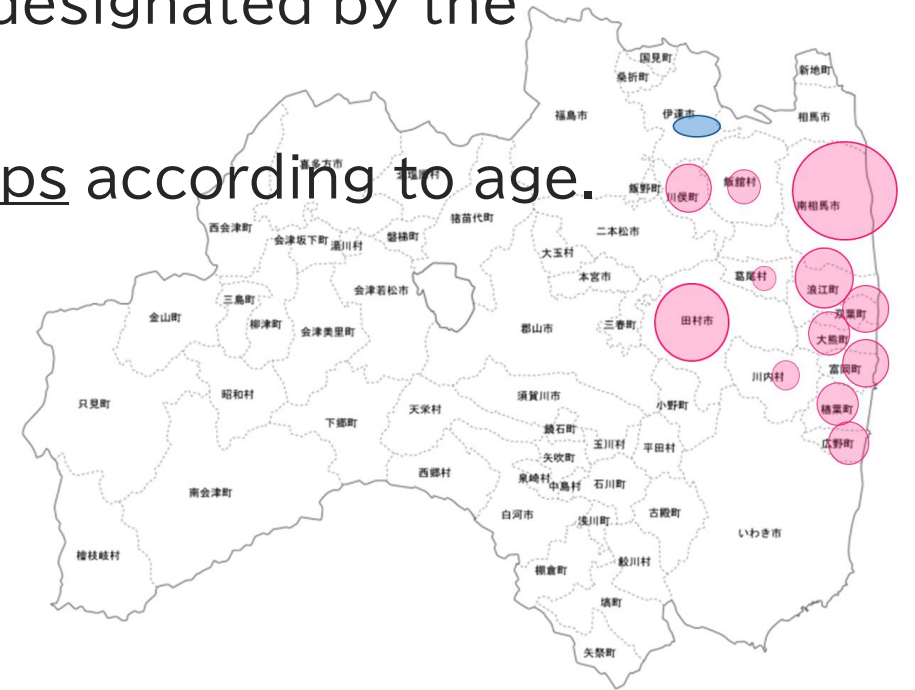 designated by the
ps according to age.
国見町
桑折町
新地町
福島市
伊達市
相馬市
喜多方市
飯野町
川俣町
飯舘村
南相馬市
西会津町
猪苗代町
会津坂下町
湯川村
磐梯町
二本松市
大玉村
本宮市
葛尾村
浪江町
会津若松市
三島町
金山町
柳津町
会津美里町
郡山市
三春町
田村市
双葉町
大熊町
富岡町
川内村
昭和村
只見町
下郷町
天栄村
須賀川市
小野町
楢葉町
鏡石町
玉川村
平田村
広野町
矢吹町
西郷村
泉崎村
中島村
石川町
南会津町
白河市
浅川町
古殿町
いわき市
檜枝岐村
棚倉町
鮫川村
塙町
矢祭町